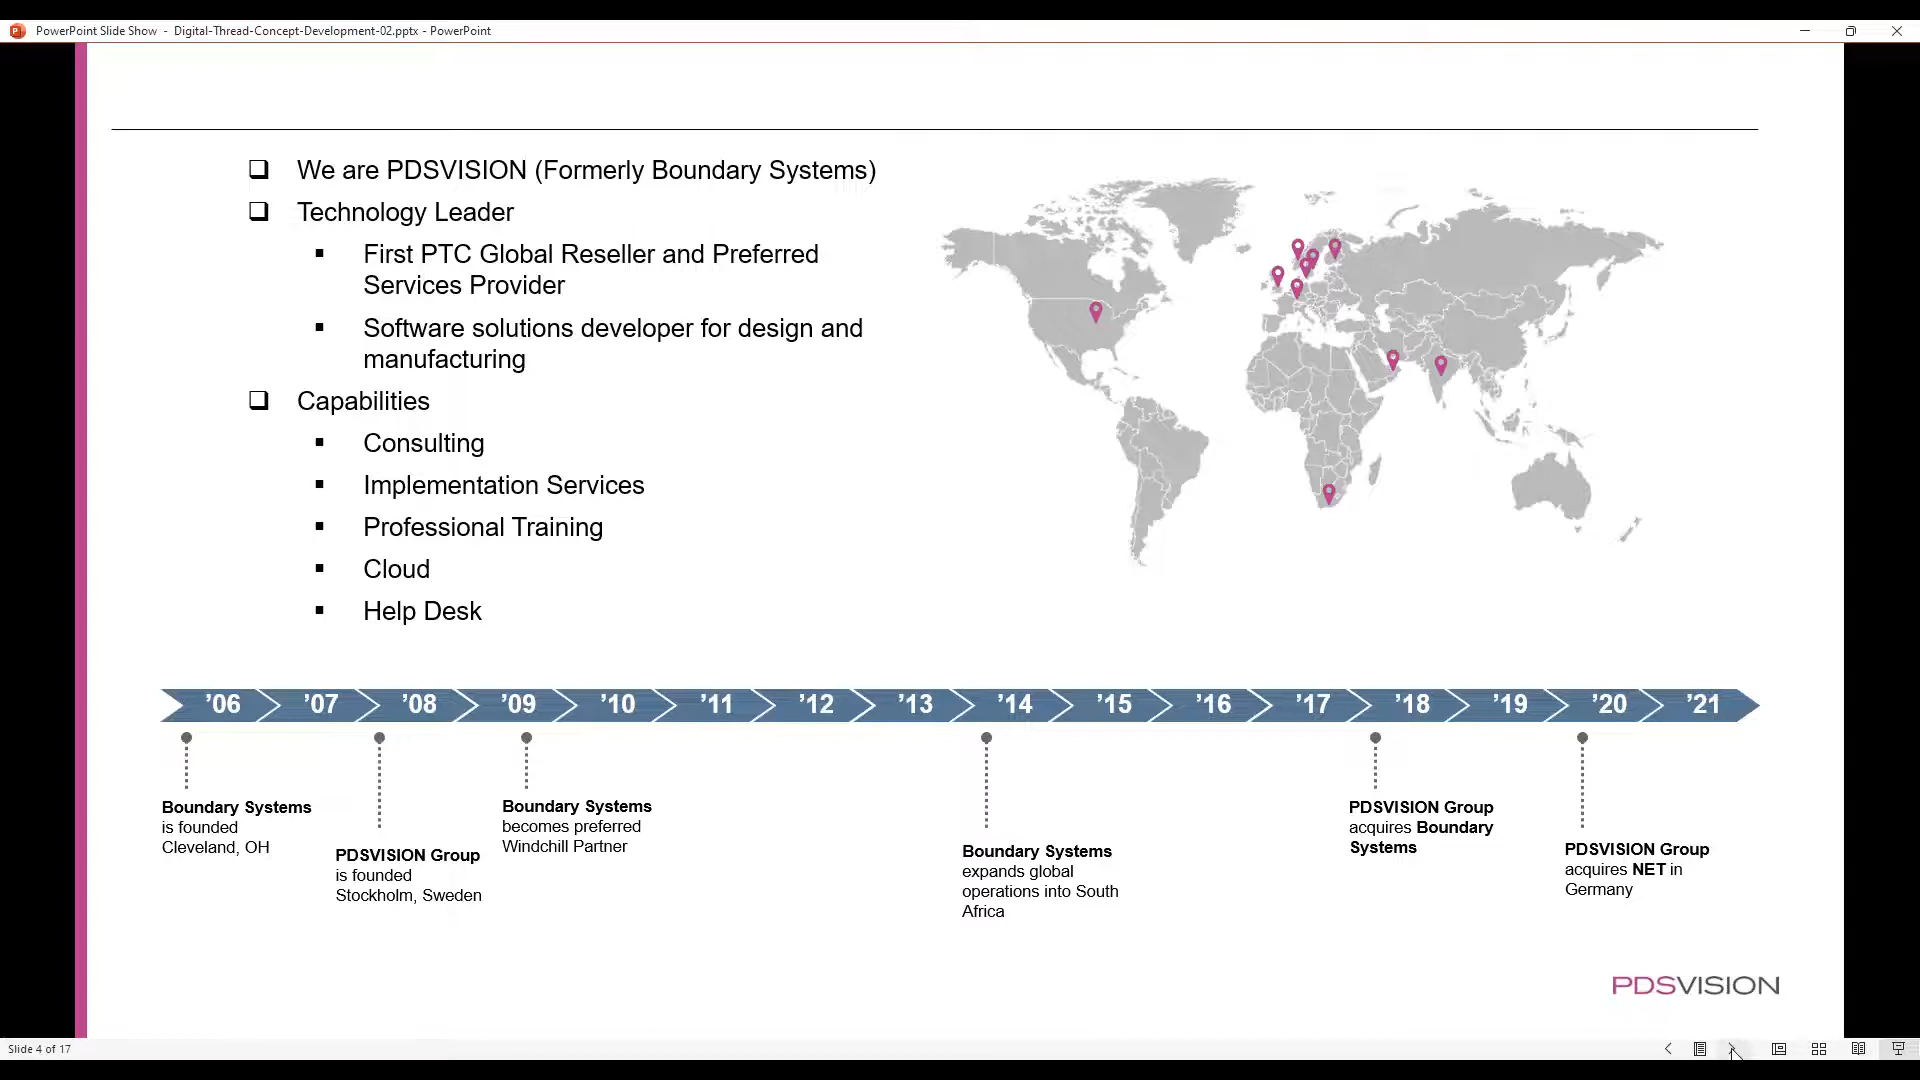 PowerPoint Slide Show - Digital-Thread-Concept-Development-02.pptx - PowerPoint
We are PDSVISION (Formerly Boundary Systems)
Technology Leader
First PTC Global Reseller and Preferred
Services Provider
Software solutions developer for design and
manufacturing
Capabilities
Consulting
Implementation Services
Professional Training
Cloud
Help Desk
’06 ’07 ’08 ’09 ’10 ’11 ’12 ’13 ’14 ’15 ’16 ’17 ’18 ’19 ’20 ’21
Boundary Systems
is founded
Cleveland, OH
PDSVISION Group
is founded
Stockholm, Sweden
Boundary Systems
becomes preferred
Windchill Partner
Boundary Systems
expands global
operations into South
Africa
PDSVISION Group
acquires Boundary
Systems
PDSVISION Group
acquires NET in
Germany
PDSVISION
Slide 4 of 17